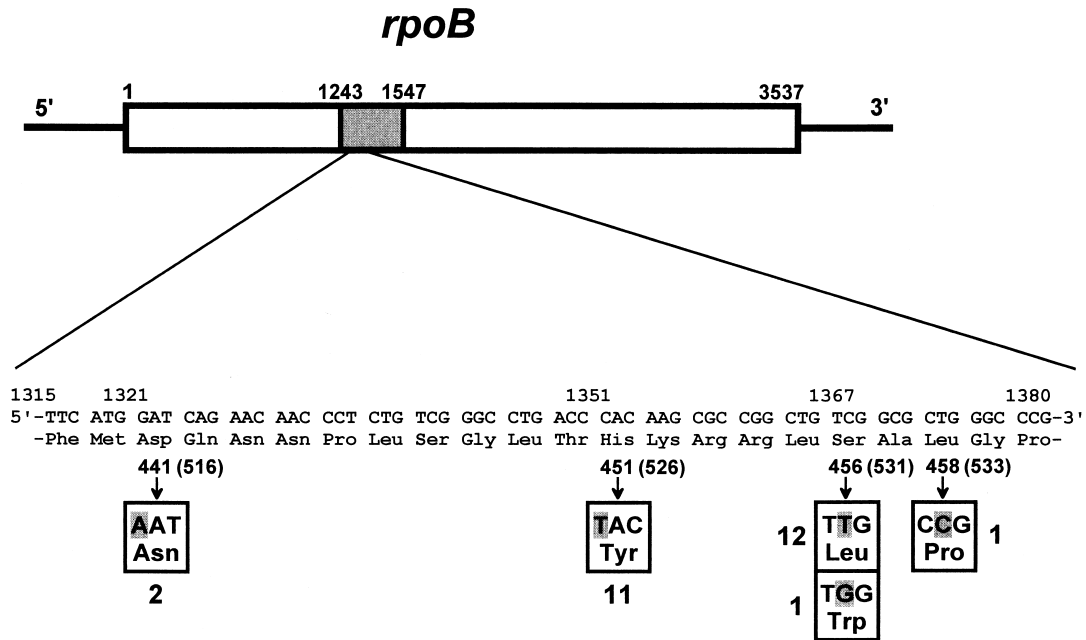 rpoB
1 1243 1547 3537
5' 3'
1315 1321 1351 1367 1380
5'-TTC ATG GAT CAG AAC AAC CCT CTG TCG GGC CTG ACC CAC AAG CGC CGG CTG TCG GCG CTG GGC CCG-3'
-Phe Met Asp Gln Asn Asn Pro Leu Ser Gly Leu Thr His Lys Arg Arg Leu Ser Ala Leu Gly Pro-
441 (516) 451 (526) 456 (531) 458 (533)
AAT TAC TTG CCG
12 1
Asn Tyr Leu Pro
2 11
TGG
1
Trp